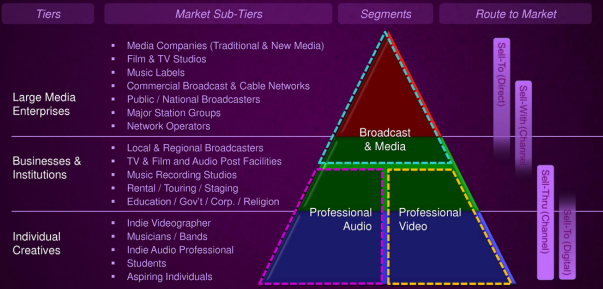 Tiers
Market Sub-Tiers
Segments
Route to Market
Large Media
Enterprises
Media Companies (Traditional & New Media)
Film & TV Studios
Music Labels
Commercial Broadcast & Cable Networks
Public / National Broadcasters
Major Station Groups
Network Operators
Businesses &
Institutions
Local & Regional Broadcasters
TV & Film and Audio Post Facilities
Music Recording Studios
Rental / Touring / Staging
Education / Gov't / Corp. / Religion
Individual
Creatives
Indie Videographer
Musicians / Bands
Indie Audio Professional
Students
Aspiring Individuals
Broadcast
& Media
Professional
Audio
Professional
Video
Sell-To (Direct)
Sell-With (Channel
Sell-Thru (Channel)
Sell-To (Digital)